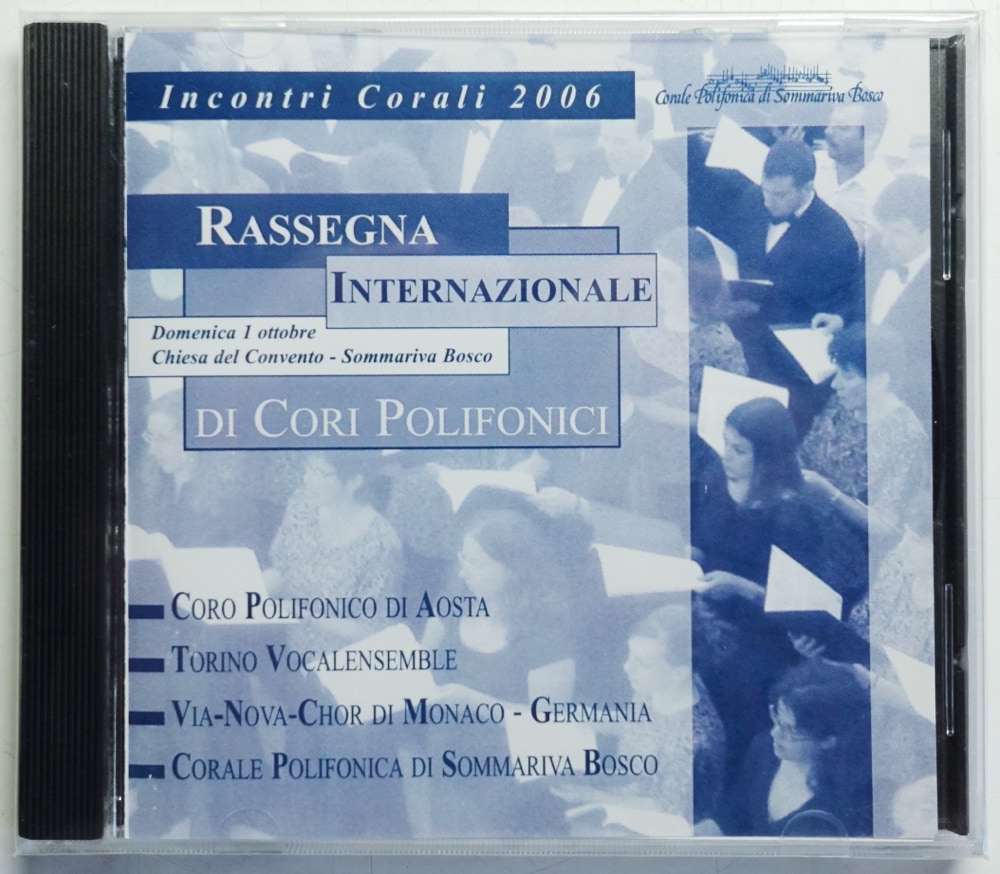 Incontri Corali 2006
Corale Polifonica di Sommariva Bosco
RASSEGNA
INTERNAZIONALE
Domenica 1 ottobre
Chiesa del Convento - Sommariva Bosco
DI CORI POLIFONICI
CORO POLIFONICO DI AOSTA
TORINO VOCALENSEMBLE
VIA-NOVA-CHOR DI MONACO - GERMANIA
CORALE POLIFONICA DI SOMMARIVA BOSCO